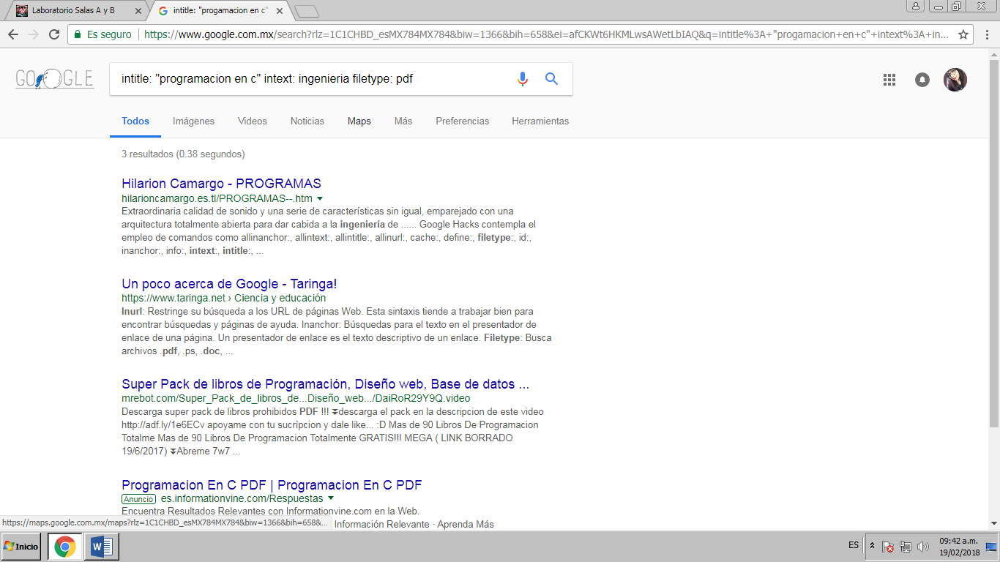 Laboratorio Salas A y B
intitle: "progamacion en c"
Es seguro
https://www.google.com.mx/search?rlz=1C1CHBD_esMX784MX784&biw=1366&bih=658&ei=afCKWt6HKMLwsAWetLbIAQ&q=intitle%3A+"progamacion+en+c"+intext%3A+in...
GOOGLE
intitle: "programacion en c" intext: ingenieria filetype: pdf
Todos
Imágenes
Videos
Noticias
Maps
Más
Preferencias
Herramientas
3 resultados (0.38 segundos)
Hilarion Camargo - PROGRAMAS
hilarioncamargo.es.tl/PROGRAMAS--.htm
Extraordinaria calidad de sonido y una serie de características sin igual, emparejado con una
arquitectura totalmente abierta para dar cabida a la ingeniería de ...... Google Hacks contempla el
empleo de comandos como allinanchor:, allintext:, allintitle:, allinurl:, cache:, define:, filetype:, id:,
inanchor:, info:, intext:, intitle:, ...
Un poco acerca de Google - Taringa!
https://www.taringa.net › Ciencia y educación
Inurl: Restringe su búsqueda a los URL de páginas Web. Esta sintaxis tiende a trabajar bien para
encontrar búsquedas y páginas de ayuda. Inanchor: Búsquedas para el texto en el presentador de
enlace de una página. Un presentador de enlace es el texto descriptivo de un enlace. Filetype: Busca
archivos .pdf, .ps, .doc, ...
Super Pack de libros de Programación, Diseño web, Base de datos ...
mrebot.com/Super_Pack_de_libros_de...Diseño_web.../DaiRoR29Y9Q.video
Descarga super pack de libros prohibidos PDF !!! ⏬descarga el pack en la descripcion de este video
http://adf.ly/1e6ECv apoyame con tu sucrìpcion y dale like... :D Mas de 90 Libros De Programacion
Totalme Mas de 90 Libros De Programacion Totalmente GRATIS!!! MEGA ( LINK BORRADO
19/6/2017) ⏬Abreme 7w7 ...
Programacion En C PDF | Programacion En C PDF
Anuncio es.informationvine.com/Respuestas
Encuentra Resultados Relevantes con Informationvine.com en la Web.
https://maps.google.com.mx/maps?rlz=1C1CHBD_esMX784MX784&biw=1366&bih=658&...
Información Relevante · Aprenda Más
Inicio
ES
09:42 a.m.
19/02/2018